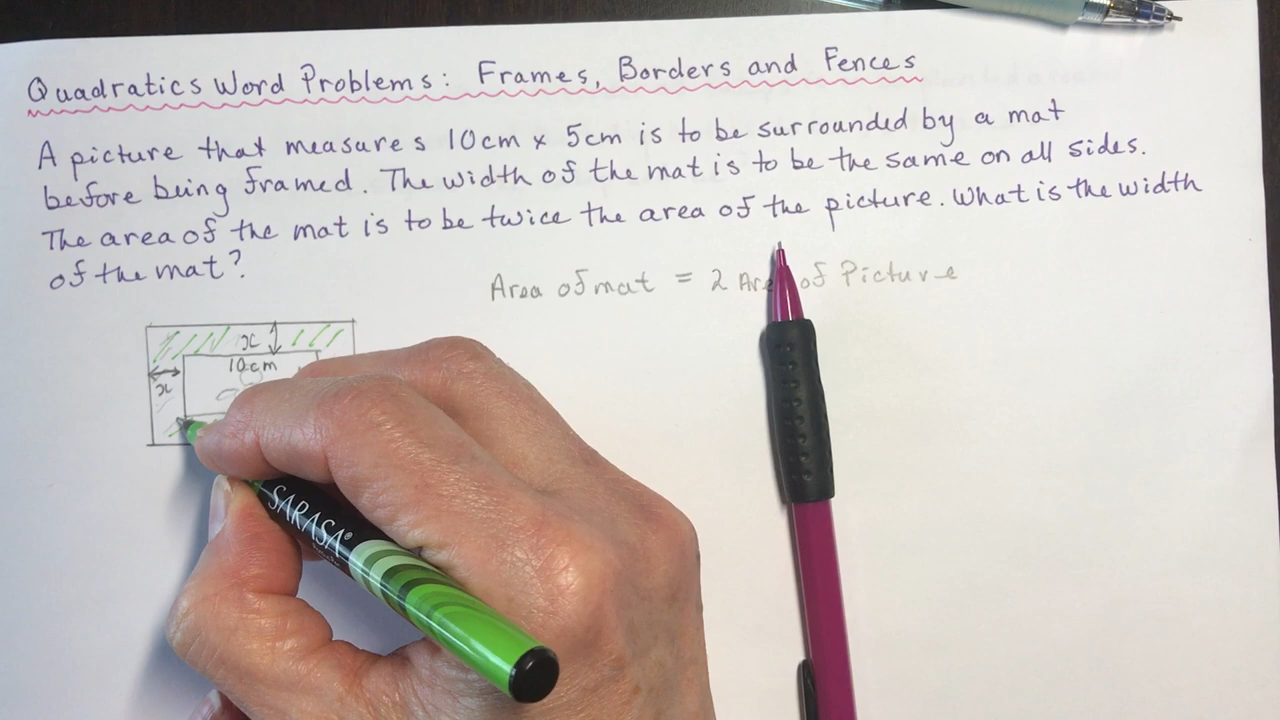 Quadratics Word Problems: Frames, Borders and Fences
A picture that measures 10cm x 5cm is to be surrounded by a mat
before being framed. The width of the mat is to be the same on all sides.
The area of the mat is to be twice the area of the picture. What is the width
of the mat?
Area of mat = 2 of Picture
x
10cm
x
SARASA®